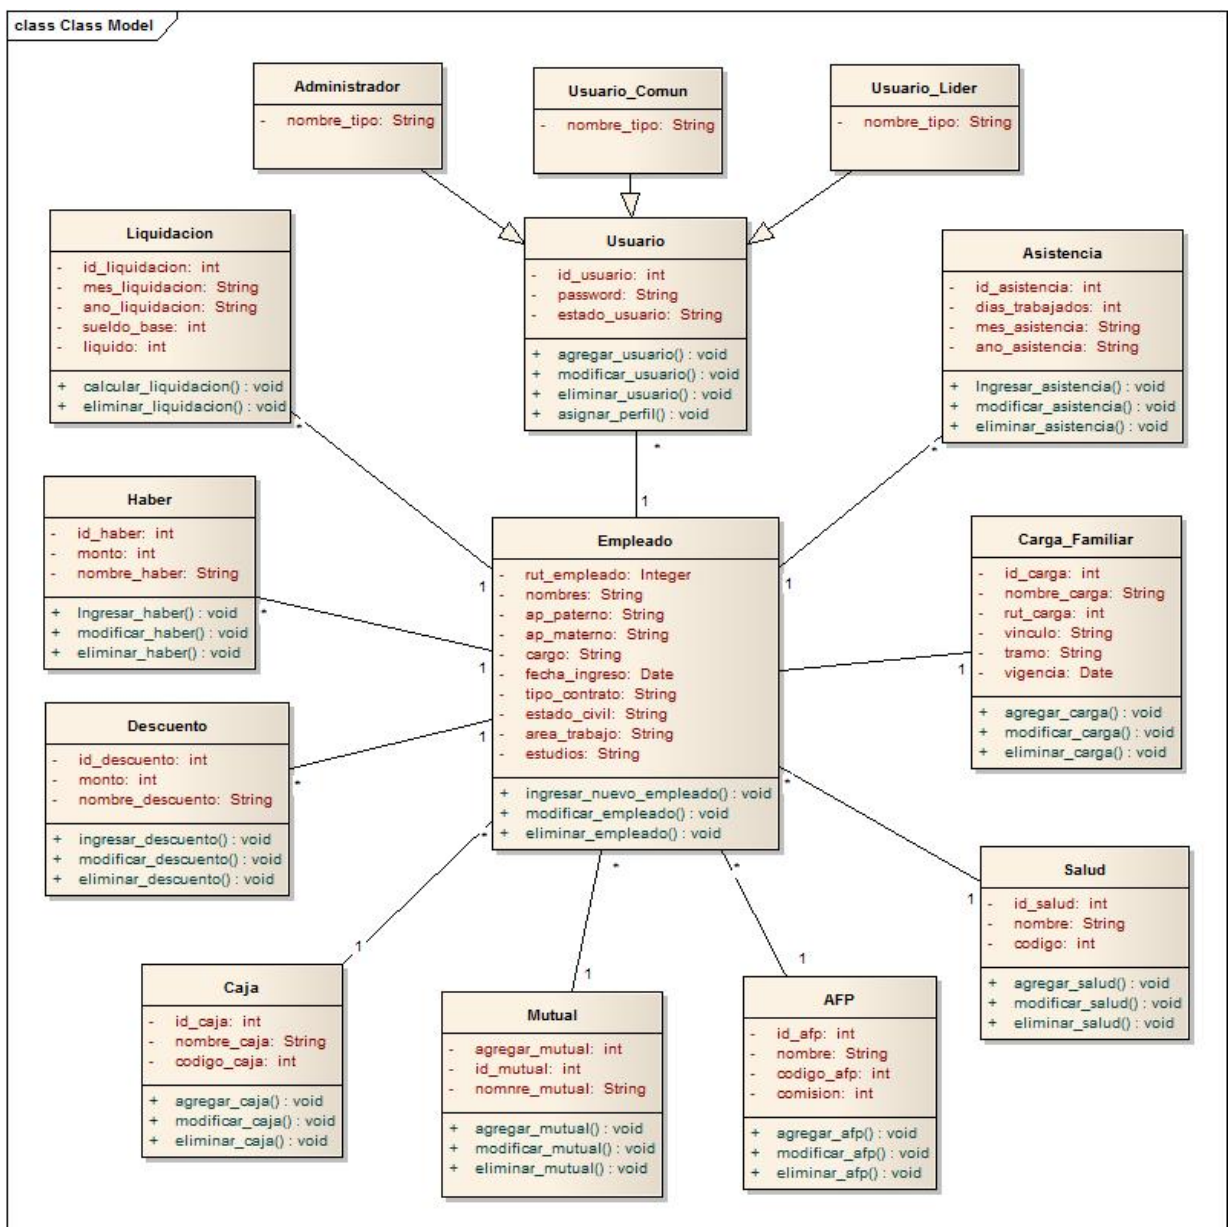 class Class Model
Administrador
- nombre_tipo: String
Usuario_Comun
- nombre_tipo: String
Usuario_Lider
- nombre_tipo: String
Liquidacion
- id_liquidacion: int
- mes_liquidacion: String
- ano_liquidacion: String
- sueldo_base: int
- liquido: int
+ calcular_liquidacion() : void
+ eliminar_liquidacion() : void
*
1
Usuario
- id_usuario: int
- password: String
- estado_usuario: String
+ agregar_usuario() : void
+ modificar_usuario() : void
+ eliminar_usuario() : void
+ asignar_perfil() : void
*
1
Asistencia
- id_asistencia: int
- dias_trabajados: int
- mes_asistencia: String
- ano_asistencia: String
+ Ingresar_asistencia() : void
+ modificar_asistencia() : void
+ eliminar_asistencia() : void
*
1
Haber
- id_haber: int
- monto: int
- nombre_haber: String
+ Ingresar_haber() : void
+ modificar_haber() : void
+ eliminar_haber() : void
*
1
Empleado
- rut_empleado: Integer
- nombres: String
- ap_paterno: String
- ap_materno: String
- cargo: String
- fecha_ingreso: Date
- tipo_contrato: String
- estado_civil: String
- area_trabajo: String
- estudios: String
+ ingresar_nuevo_empleado() : void
+ modificar_empleado() : void
+ eliminar_empleado() : void
Carga_Familiar
- id_carga: int
- nombre_carga: String
- rut_carga: int
- vinculo: String
- tramo: String
- vigencia: Date
+ agregar_carga() : void
+ modificar_carga() : void
+ eliminar_carga() : void
1
Descuento
- id_descuento: int
- monto: int
- nombre_descuento: String
+ ingresar_descuento() : void
+ modificar_descuento() : void
+ eliminar_descuento() : void
*
1
Salud
- id_salud: int
- nombre: String
- codigo: int
+ agregar_salud() : void
+ modificar_salud() : void
+ eliminar_salud() : void
*
1
Caja
- id_caja: int
- nombre_caja: String
- codigo_caja: int
+ agregar_caja() : void
+ modificar_caja() : void
+ eliminar_caja() : void
*
1
Mutual
- agregar_mutual: int
- id_mutual: int
- nomnre_mutual: String
+ agregar_mutual() : void
+ modificar_mutual() : void
+ eliminar_mutual() : void
*
1
AFP
- id_afp: int
- nombre: String
- codigo_afp: int
- comision: int
+ agregar_afp() : void
+ modificar_afp() : void
+ eliminar_afp() : void
*
1